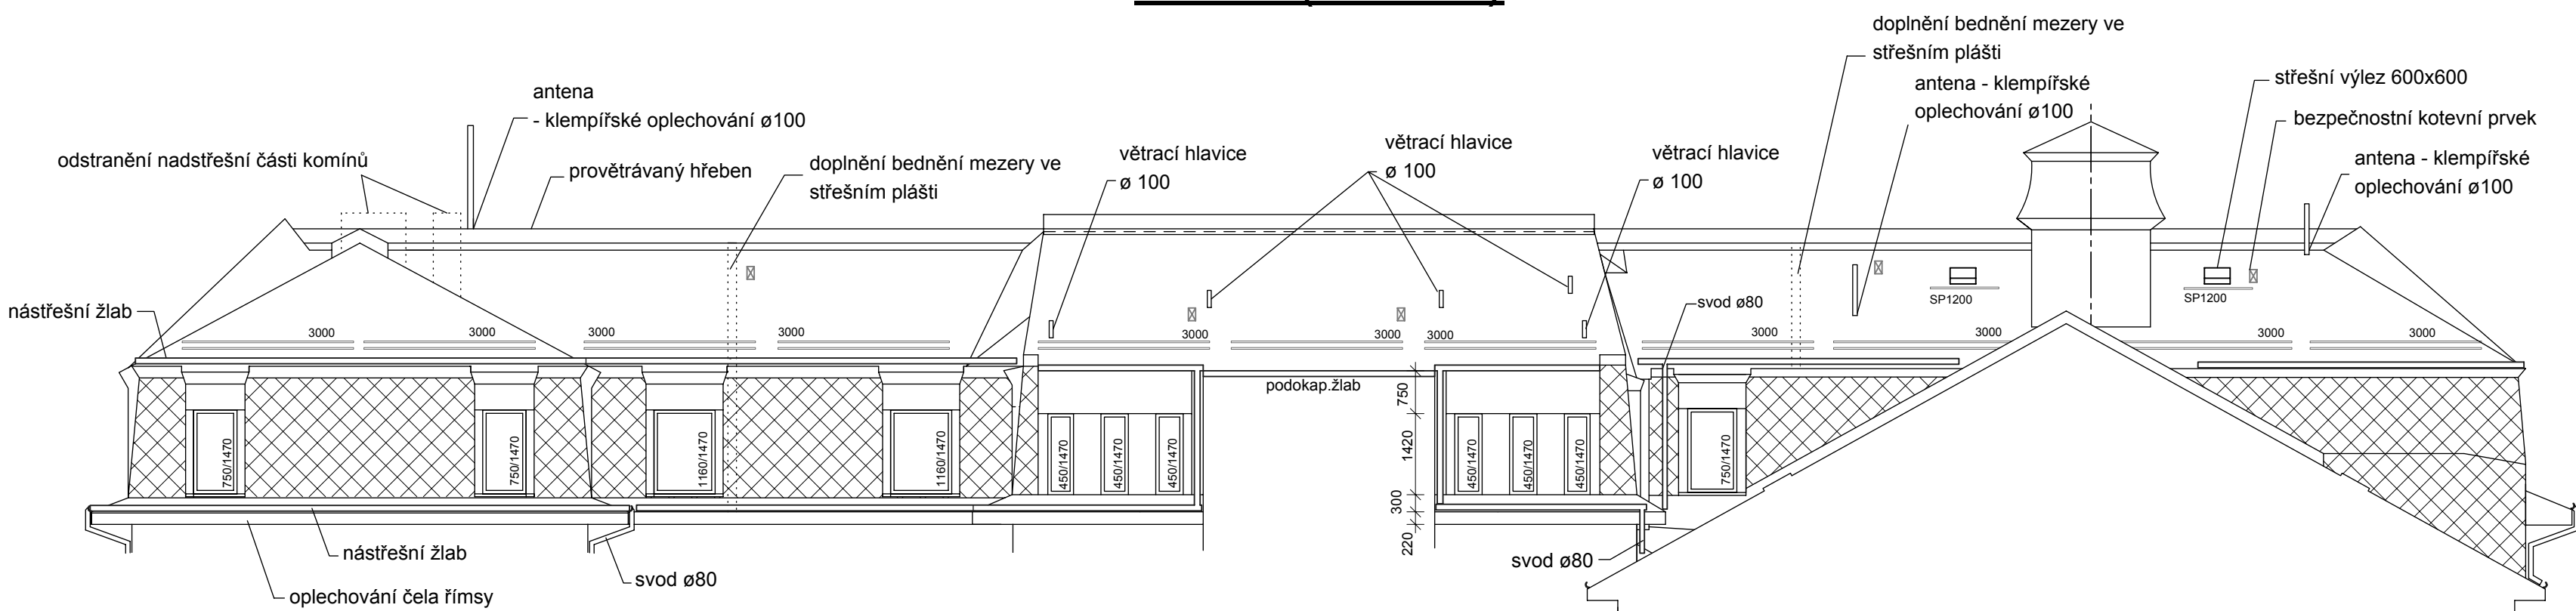 doplnění bednění mezery ve
střešním plášti
antena - klempířské
oplechování ø100
střešní výlez 600x600
bezpečnostní kotevní prvek
antena - klempířské
oplechování ø100
antena
- klempířské oplechování ø100
odstranění nadstřešní části komínů
provětrávaný hřeben
doplnění bednění mezery ve
střešním plášti
větrací hlavice
ø 100
větrací hlavice
ø 100
větrací hlavice
ø 100
nástřešní žlab
svod ø80
SP1200
SP1200
3000
3000
3000
3000
3000
3000
3000
3000
3000
3000
3000
podokap.žlab
750
1420
300
220
750/1470
750/1470
1160/1470
1160/1470
450/1470
450/1470
450/1470
450/1470
450/1470
450/1470
750/1470
nástřešní žlab
svod ø80
oplechování čela římsy
svod ø80